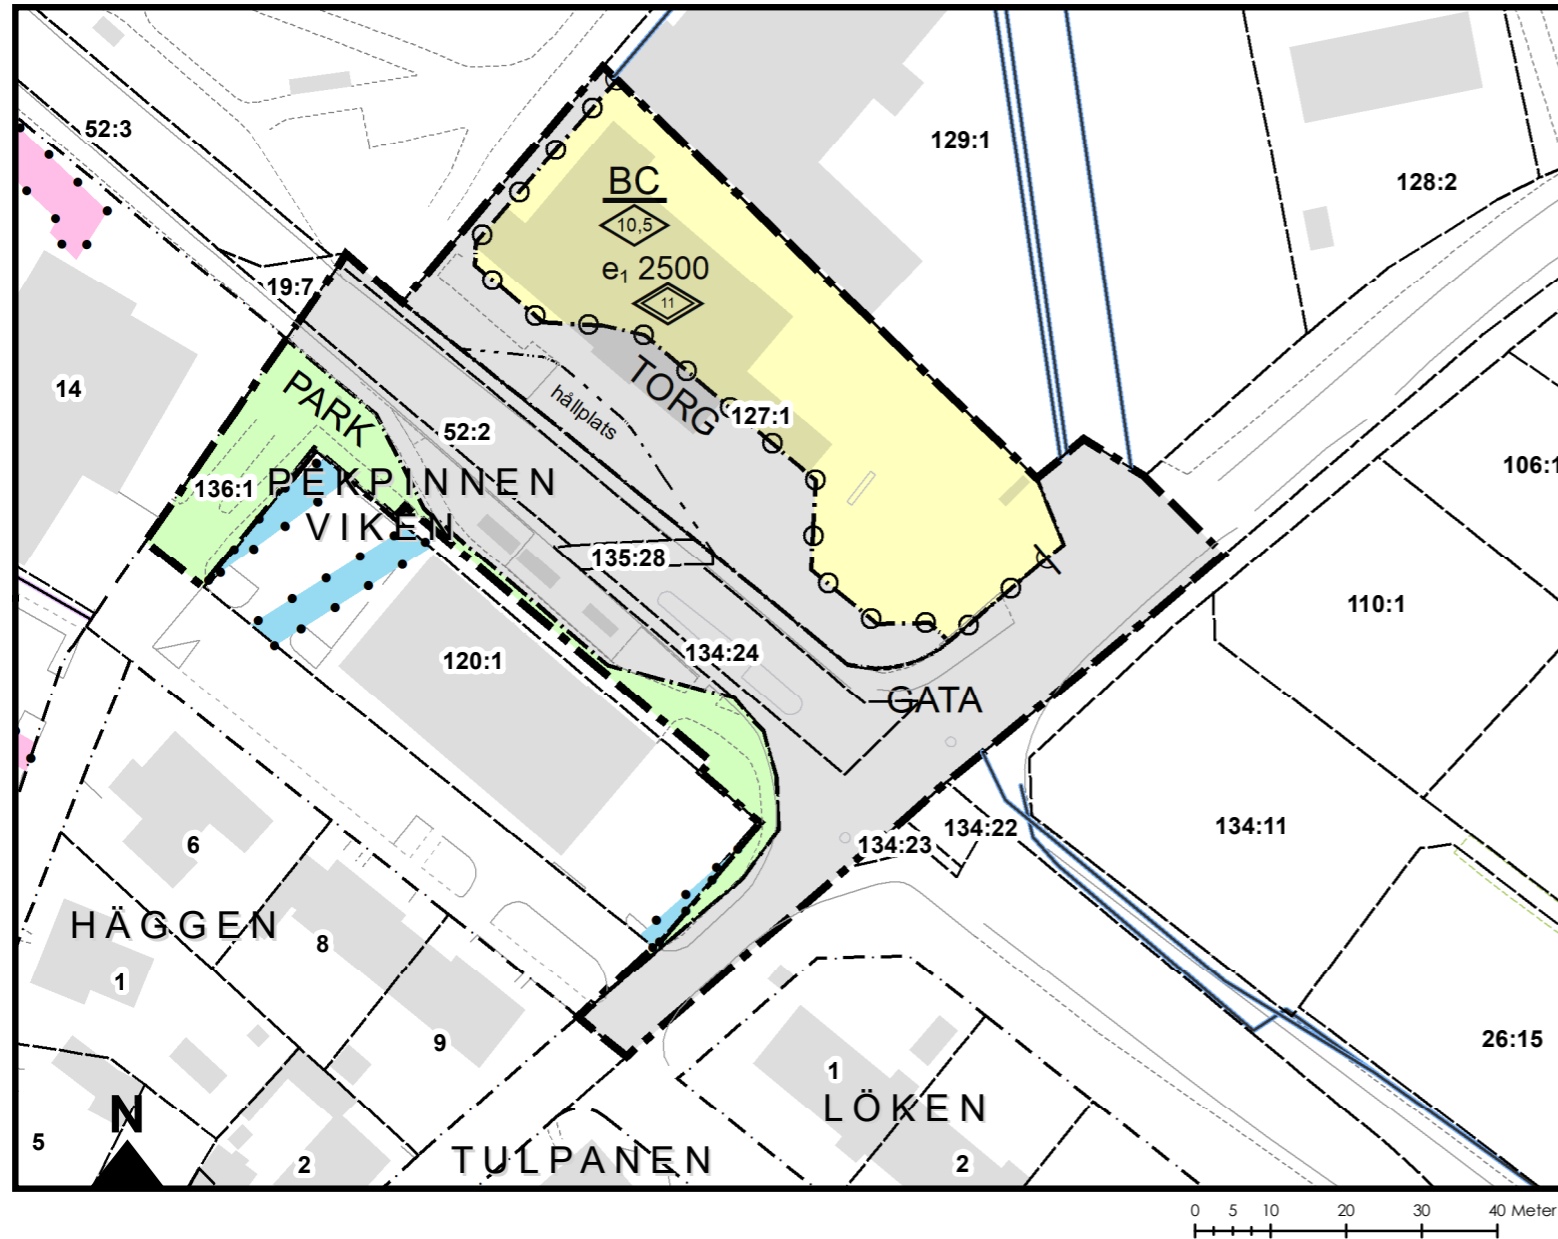 52:3
129:1
128:2
BC
10,5
e₁ 2500
11
19:7
14
PARK
TORG
hållplats
127:1
52:2
106:1
136:1
PEKPINNEN
VIKEN
135:28
110:1
120:1
134:24
GATA
134:11
134:22
134:23
6
HÄGGEN
8
1
9
26:15
1
LÖKEN
N
5
2
TULPANEN
2
0 5 10 20 30 40 Meter